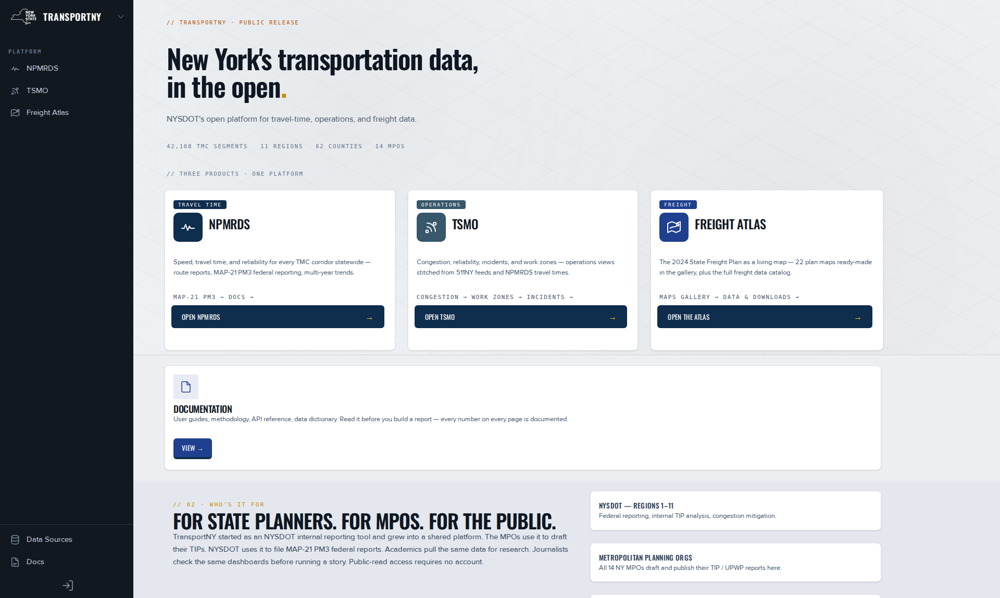 NEW
YORK
STATE
TRANSPORTNY
PLATFORM
NPMRDS
TSMO
Freight Atlas
Data Sources
Docs
// TRANSPORTNY · PUBLIC RELEASE
New York's transportation data,
in the open.
NYSDOT's open platform for travel-time, operations, and freight data.
42,108 TMC SEGMENTS 11 REGIONS 62 COUNTIES 14 MPOS
// THREE PRODUCTS · ONE PLATFORM
TRAVEL TIME
NPMRDS
Speed, travel time, and reliability for every TMC corridor statewide —
route reports, MAP-21 PM3 federal reporting, multi-year trends.
MAP-21 PM3 → DOCS →
OPEN NPMRDS →
OPERATIONS
TSMO
Congestion, reliability, incidents, and work zones — operations views
stitched from 511NY feeds and NPMRDS travel times.
CONGESTION → WORK ZONES → INCIDENTS →
OPEN TSMO →
FREIGHT
FREIGHT ATLAS
The 2024 State Freight Plan as a living map — 22 plan maps ready-made
in the gallery, plus the full freight data catalog.
MAPS GALLERY → DATA & DOWNLOADS →
OPEN THE ATLAS →
DOCUMENTATION
User guides, methodology, API reference, data dictionary. Read it before you build a report — every number on every page is documented.
VIEW →
// 02 · WHO'S IT FOR
FOR STATE PLANNERS. FOR MPOS. FOR THE PUBLIC.
TransportNY started as an NYSDOT internal reporting tool and grew into a shared platform. The MPOs use it to draft
their TIPs. NYSDOT uses it to file MAP-21 PM3 federal reports. Academics pull the same data for research. Journalists
check the same dashboards before running a story. Public-read access requires no account.
NYSDOT — REGIONS 1–11
Federal reporting, internal TIP analysis, congestion mitigation.
METROPOLITAN PLANNING ORGS
All 14 NY MPOs draft and publish their TIP / UPWP reports here.